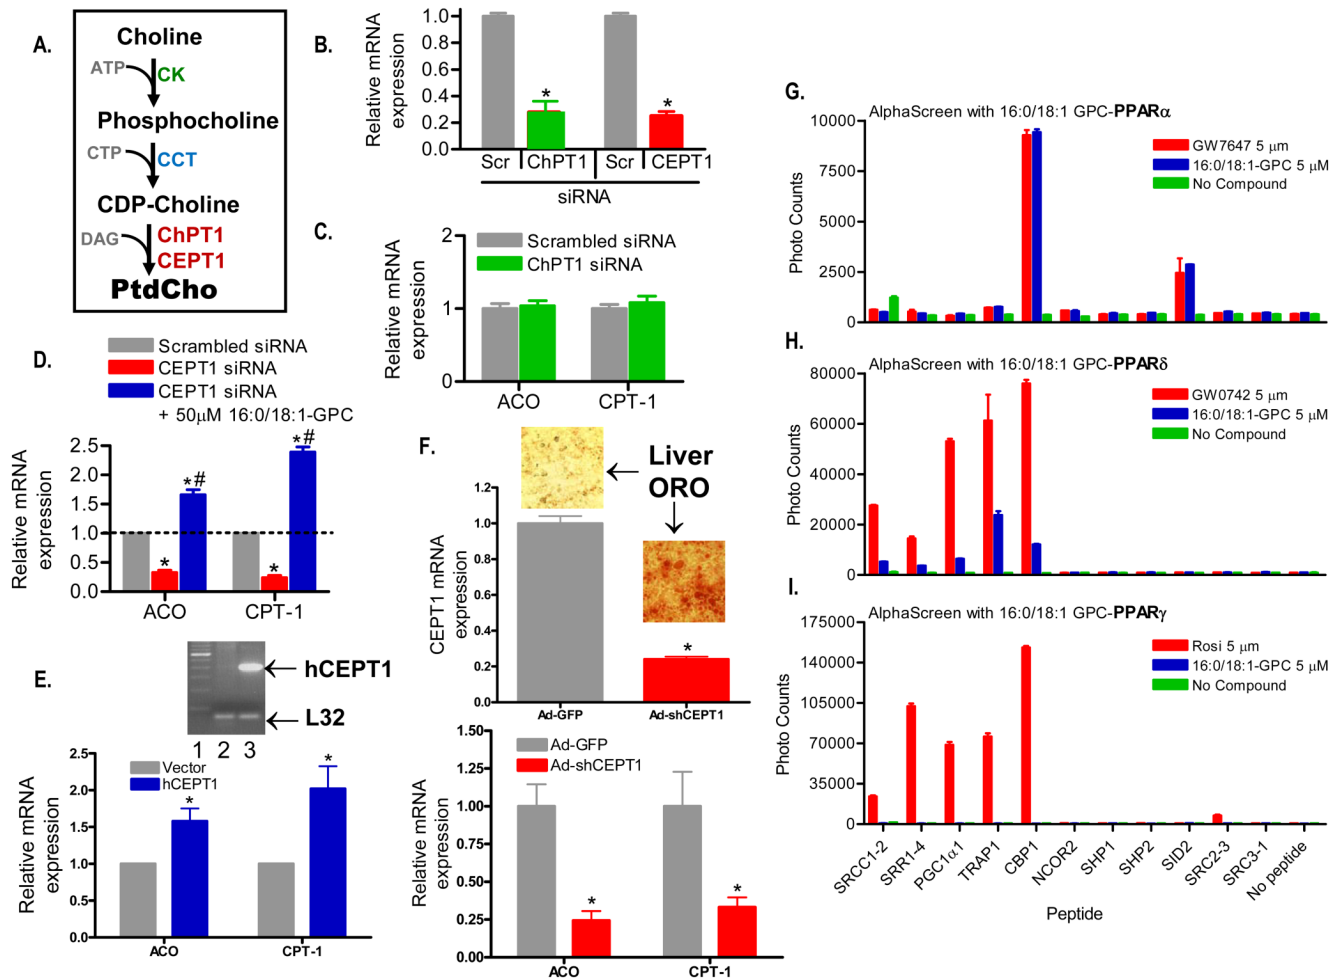 A.
Choline
ATP
CK
Phosphocholine
CTP
CCT
CDP-Choline
DAG
ChPT1
CEPT1
PtdCho
B.
Relative mRNA
expression
1.0
0.8
0.6
0.4
0.2
0.0
*
*
Scr
ChPT1
Scr
CEPT1
siRNA
C.
Relative mRNA
expression
2
1
0
Scrambled siRNA
ChPT1 siRNA
ACO
CPT-1
D.
Scrambled siRNA
CEPT1 siRNA
CEPT1 siRNA
+ 50μM 16:0/18:1-GPC
Relative mRNA
expression
2.5
2.0
1.5
1.0
0.5
0.0
*
*#
*
*#
ACO
CPT-1
E.
hCEPT1
L32
1 2 3
Relative mRNA
expression
2.5
2.0
1.5
1.0
0.5
0.0
Vector
hCEPT1
*
*
ACO
CPT-1
F.
Liver
ORO
CEPT1 mRNA
expression
1.2
1.0
0.8
0.6
0.4
0.2
0.0
*
Ad-GFP
Ad-shCEPT1
Relative mRNA
expression
1.50
1.25
1.00
0.75
0.50
0.25
0.00
Ad-GFP
Ad-shCEPT1
*
*
ACO
CPT-1
G.
AlphaScreen with 16:0/18:1 GPC-PPARα
Photo Counts
10000
7500
5000
2500
0
GW7647 5 μm
16:0/18:1-GPC 5 μM
No Compound
H.
AlphaScreen with 16:0/18:1 GPC-PPARδ
Photo Counts
80000
60000
40000
20000
0
GW0742 5 μm
16:0/18:1-GPC 5 μM
No Compound
I.
AlphaScreen with 16:0/18:1 GPC-PPARγ
Photo Counts
175000
140000
105000
70000
35000
0
Rosi 5 μm
16:0/18:1-GPC 5 μM
No Compound
SRCC1-2
SRR1-4
PGC1α1
TRAP1
CBP1
NCOR2
SHP1
SHP2
SID2
SRC2-3
SRC3-1
No peptide
Peptide